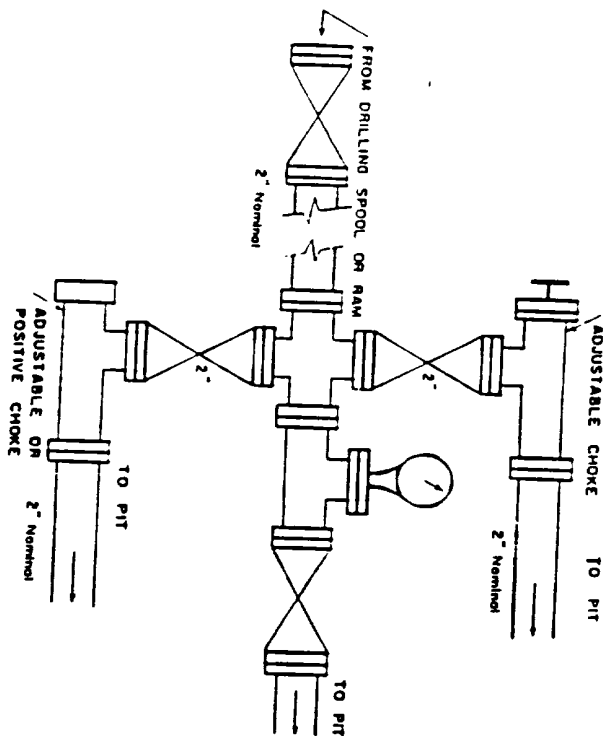 FROM DRILLING SPOOL OR RAM
2" Nominal
ADJUSTABLE CHOKE
TO PIT
2" Nominal
2"
2"
TO PIT
ADJUSTABLE OR
POSITIVE CHOKE
TO PIT
2" Nominal